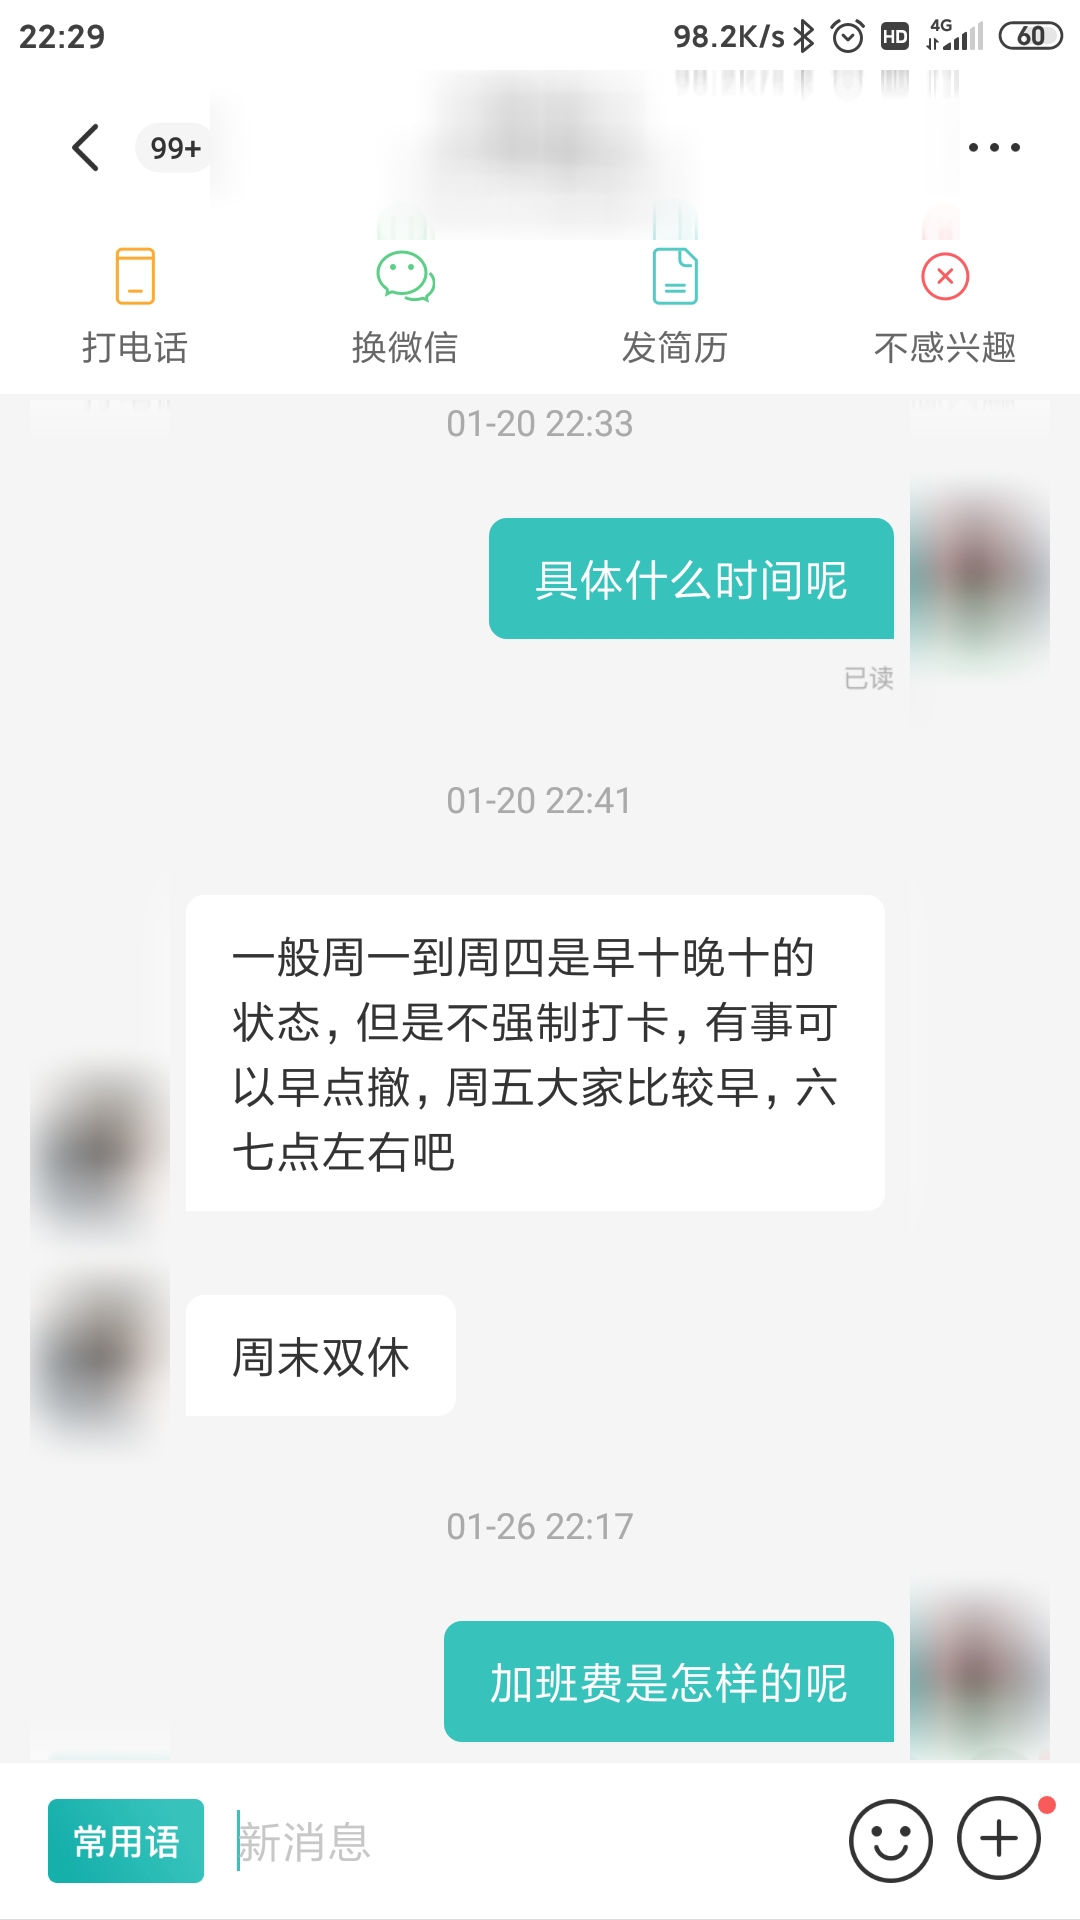 22:29
98.2K/s HD 4G 60
99+
打电话 换微信 发简历 不感兴趣
01-20 22:33
具体什么时间呢
已读
01-20 22:41
一般周一到周四是早十晚十的
状态，但是不强制打卡，有事可
以早点撤，周五大家比较早，六
七点左右吧
周末双休
01-26 22:17
加班费是怎样的呢
常用语 新消息